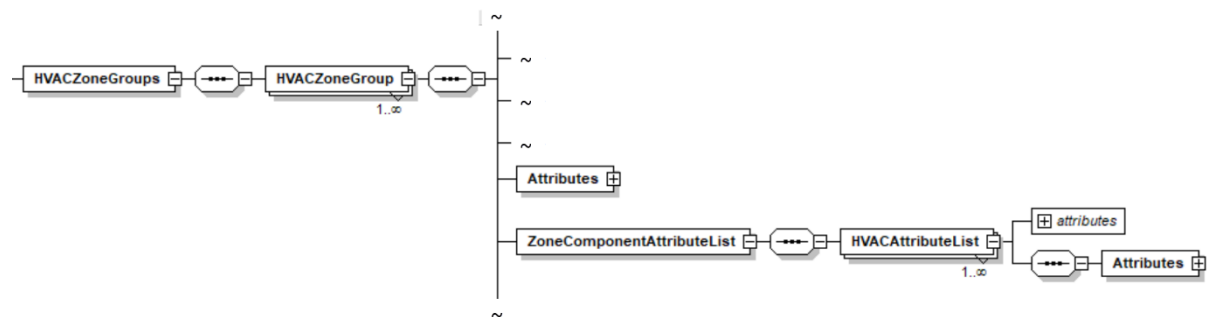 ~
HVACZoneGroups
HVACZoneGroup
1..∞
~
~
~
Attributes
ZoneComponentAttributeList
HVACAttributeList
1..∞
attributes
Attributes
~